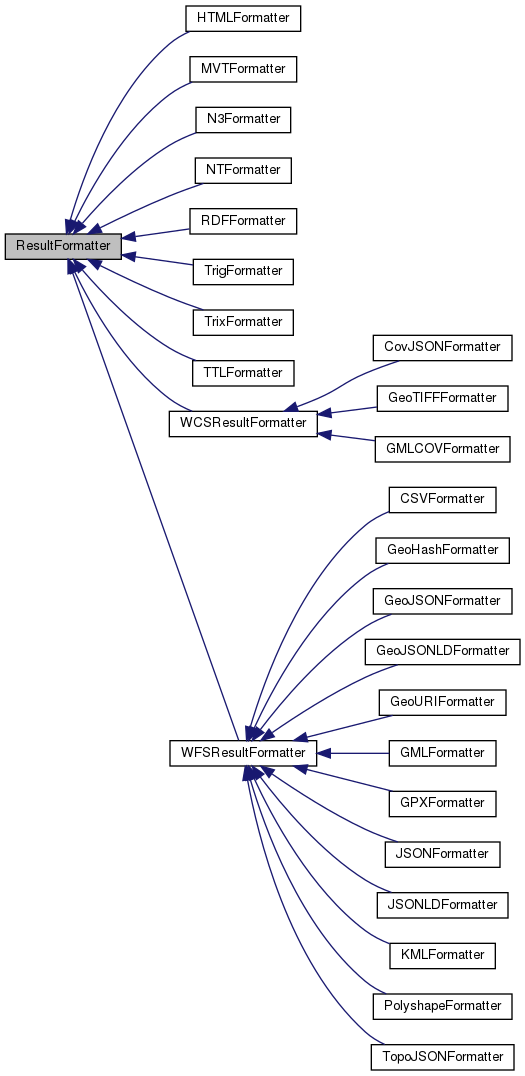 HTMLFormatter
MVTFormatter
N3Formatter
NTFormatter
RDFFormatter
ResultFormatter
TrigFormatter
TrixFormatter
CovJSONFormatter
TTLFormatter
GeoTIFFFormatter
WCSResultFormatter
GMLCOVFormatter
CSVFormatter
GeoHashFormatter
GeoJSONFormatter
GeoJSONLDFormatter
GeoURIFormatter
WFSResultFormatter
GMLFormatter
GPXFormatter
JSONFormatter
JSONLDFormatter
KMLFormatter
PolyshapeFormatter
TopoJSONFormatter